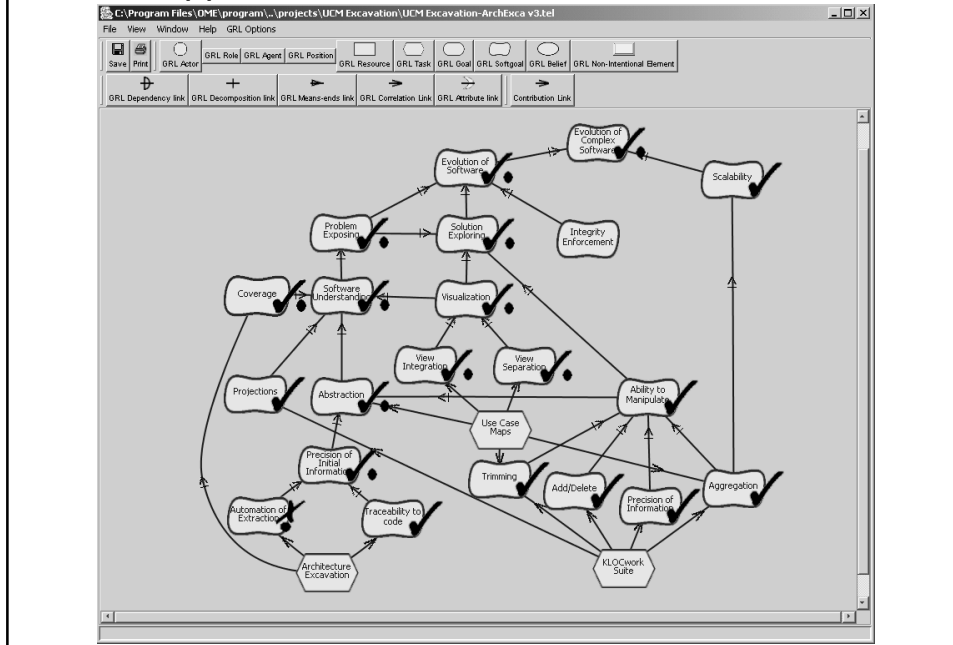 C:\Program Files\OME\program\..\projects\UCM Excavation\UCM Excavation-ArchExca v3.tel
File View Window Help GRL Options
Save Print GRL Actor GRL Role GRL Agent GRL Position GRL Resource GRL Task GRL Goal GRL Softgoal GRL Belief GRL Non-Intentional Element
GRL Dependency link GRL Decomposition link GRL Means-ends link GRL Correlation Link GRL Attribute link Contribution Link
Evolution of
Complex
Software
Evolution of
Software
Scalability
Problem
Exposing
Solution
Exploring
Integrity
Enforcement
Coverage
Software
Understanding
Visualization
View
Integration
View
Separation
Projections
Abstraction
Ability to
Manipulate
Use Case
Maps
Precision of
Initial
Information
Trimming
Add/Delete
Precision of
Information
Aggregation
Automation of
Extraction
Traceability to
code
Architecture
Excavation
KLOCwork
Suite